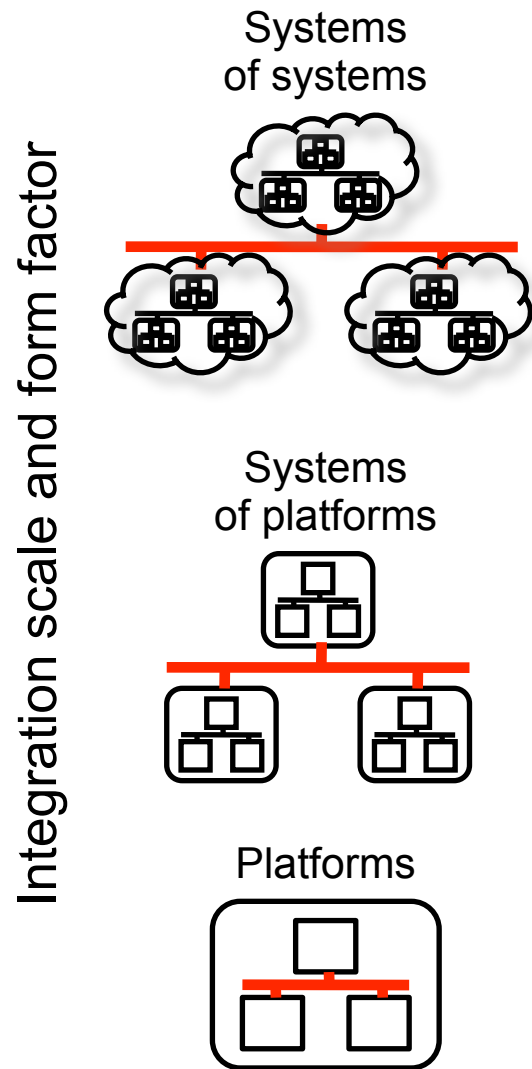 Systems
of systems
Integration scale and form factor
Systems
of platforms
Platforms